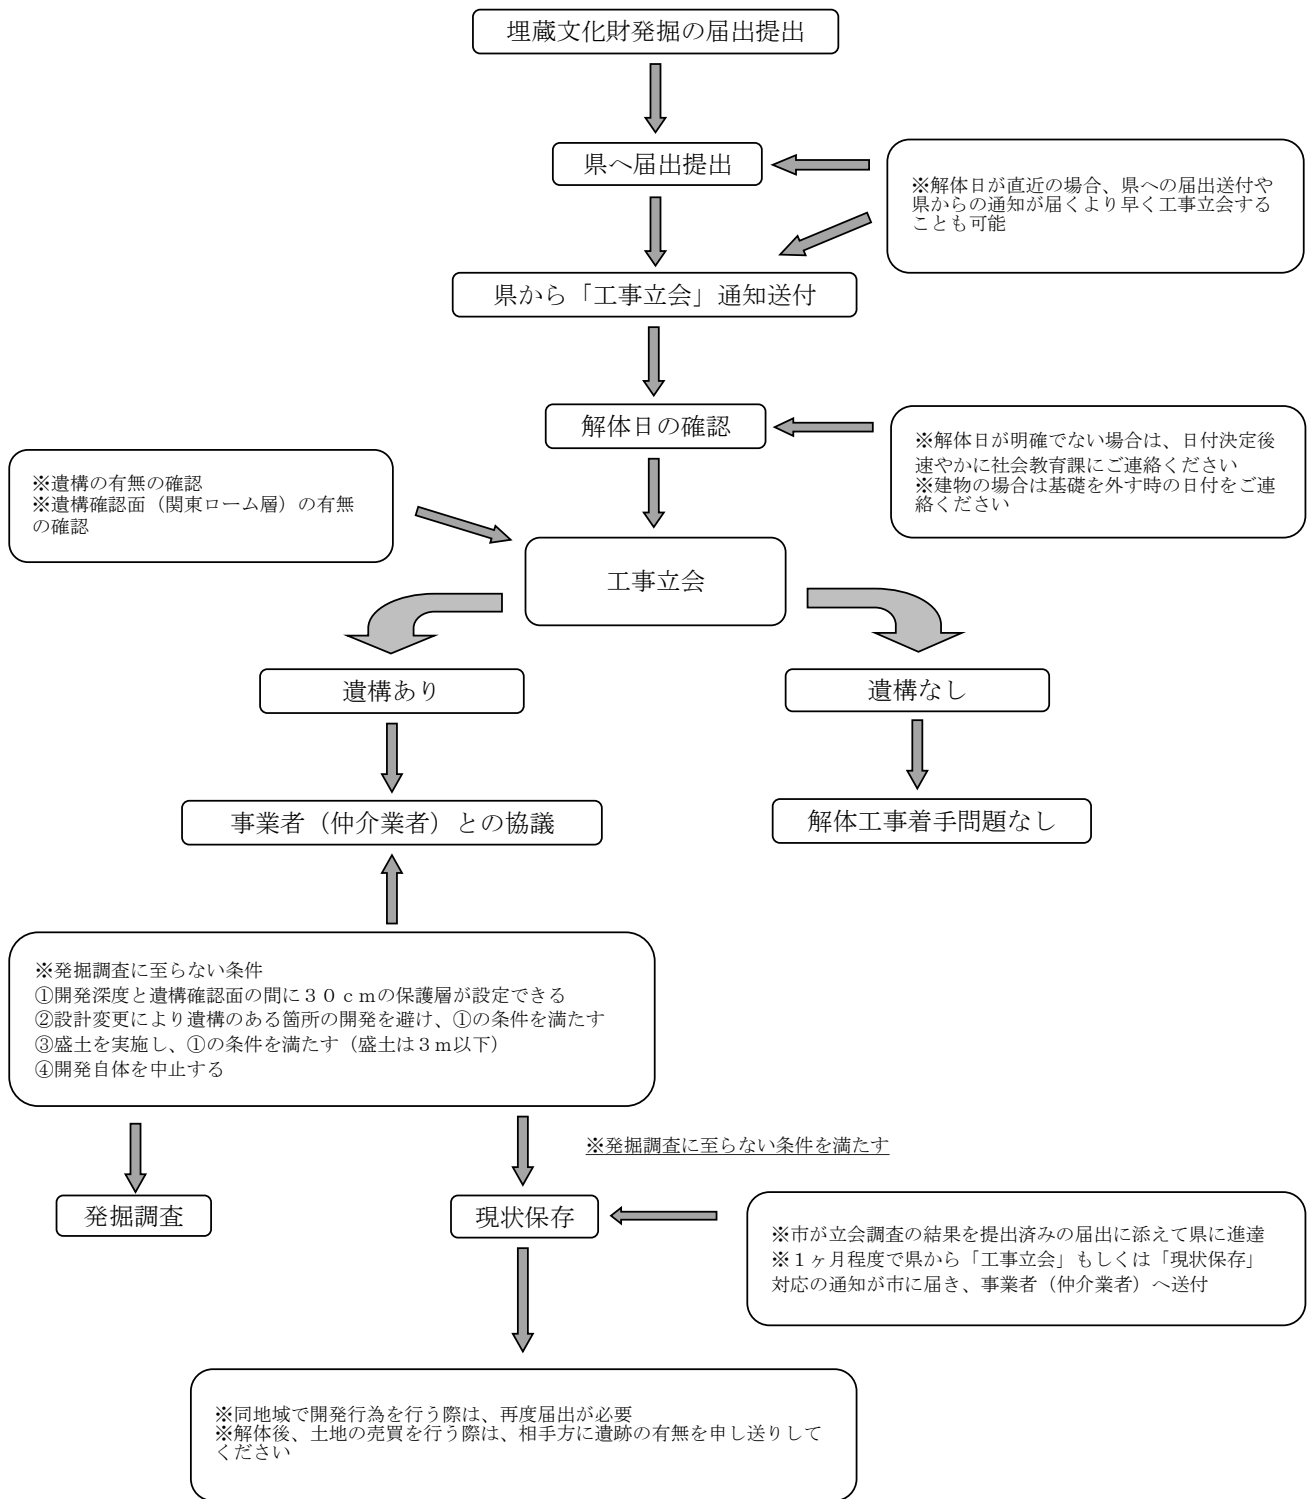 埋蔵文化財発掘の届出提出
県へ届出提出
※解体日が直近の場合、県への届出送付や
県からの通知が届くより早く工事立会する
ことも可能
県から「工事立会」通知送付
解体日の確認
※解体日が明確でない場合は、日付決定後
速やかに社会教育課にご連絡ください
※建物の場合は基礎を外す時の日付をご連
絡ください
※遺構の有無の確認
※遺構確認面（関東ローム層）の有無
の確認
工事立会
遺構あり
遺構なし
事業者（仲介業者）との協議
解体工事着手問題なし
※発掘調査に至らない条件
①開発深度と遺構確認面の間に３０ｃｍの保護層が設定できる
②設計変更により遺構のある箇所の開発を避け、①の条件を満たす
③盛土を実施し、①の条件を満たす（盛土は３ｍ以下）
④開発自体を中止する
※発掘調査に至らない条件を満たす
発掘調査
現状保存
※市が立会調査の結果を提出済みの届出に添えて県に進達
※１ヶ月程度で県から「工事立会」もしくは「現状保存」
対応の通知が市に届き、事業者（仲介業者）へ送付
※同地域で開発行為を行う際は、再度届出が必要
※解体後、土地の売買を行う際は、相手方に遺跡の有無を申し送りして
ください